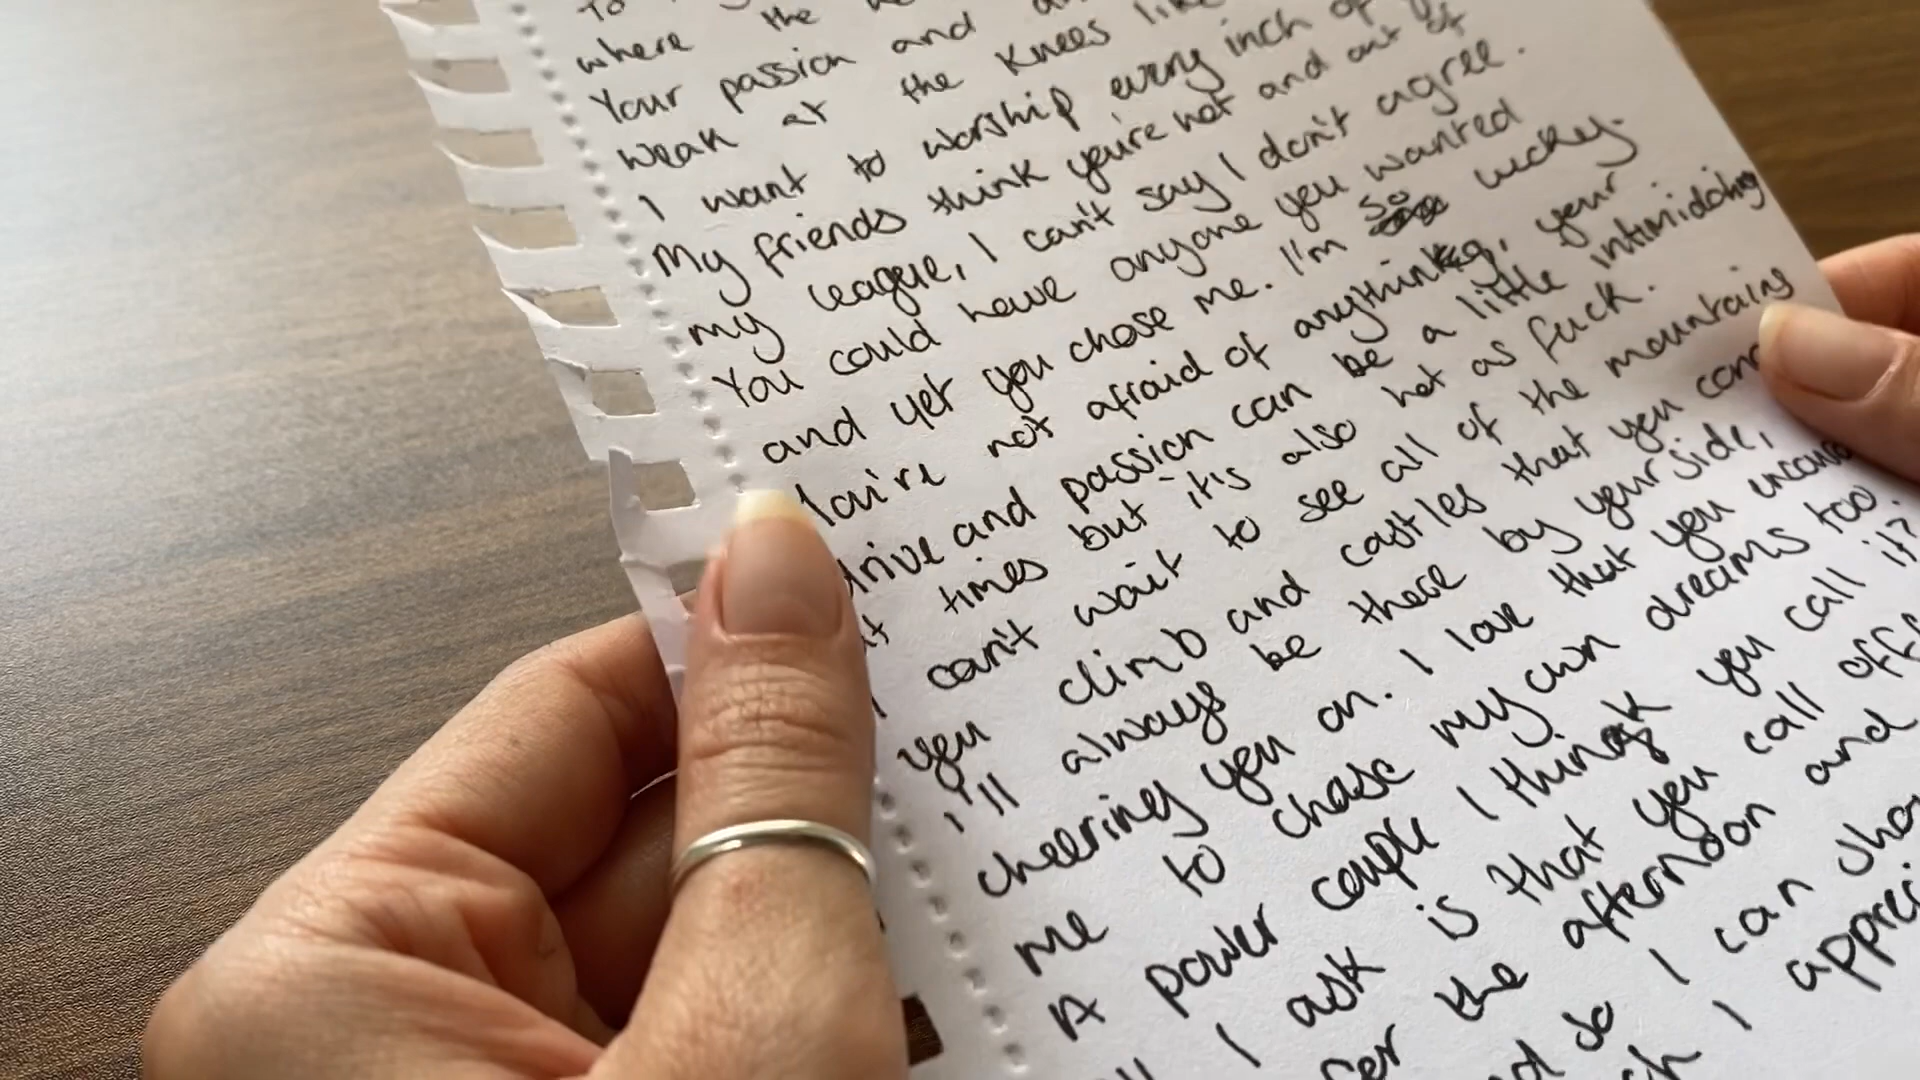 To
where the
Your passion and
weak at the knees like
I want to worship every inch of
My friends think you're hot and out of
my league, I can't say I don't agree.
You could have anyone you wanted
and yet you chose me. I'm so lucky.
You're not afraid of anything, your
drive and passion can be a little intimidating
at times but it's also hot as fuck.
I can't wait to see all of the mountains
you climb and castles that you
I'll always be there by your side,
cheering you on. I love that you
me to chase my own dreams too.
A power couple I think you call it?
I ask is that you call off
for the afternoon and
so I can
I